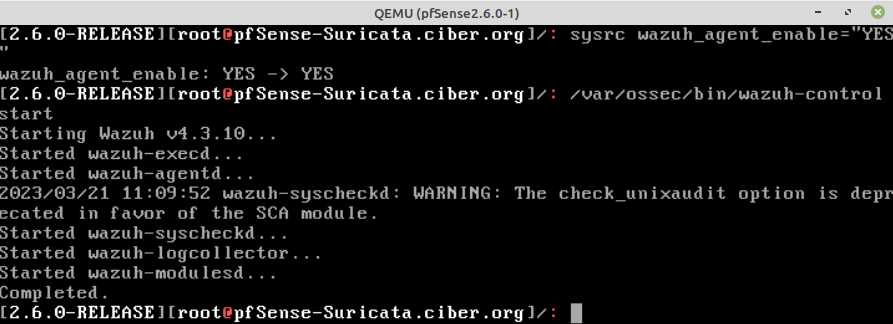 QEMU (pfSense2.6.0-1)
[2.6.0-RELEASE][root@pfSense-Suricata.ciber.org]/: sysrc wazuh_agent_enable="YES
"
wazuh_agent_enable: YES -> YES
[2.6.0-RELEASE][root@pfSense-Suricata.ciber.org]/: /var/ossec/bin/wazuh-control
start
Starting Wazuh v4.3.10...
Started wazuh-execd...
Started wazuh-agentd...
2023/03/21 11:09:52 wazuh-syscheckd: WARNING: The check_unixaudit option is depr
ecated in favor of the SCA module.
Started wazuh-syscheckd...
Started wazuh-logcollector...
Started wazuh-modulesd...
Completed.
[2.6.0-RELEASE][root@pfSense-Suricata.ciber.org]/: